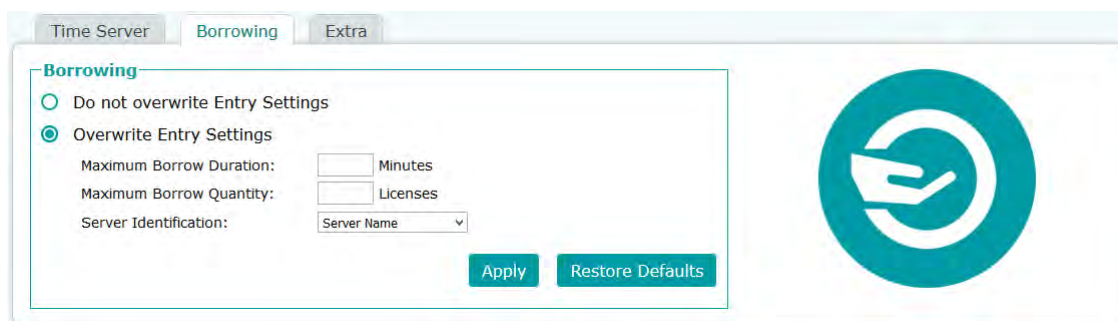 Time Server Borrowing Extra
Borrowing
Do not overwrite Entry Settings
Overwrite Entry Settings
Maximum Borrow Duration: Minutes
Maximum Borrow Quantity: Licenses
Server Identification: Server Name
Apply Restore Defaults